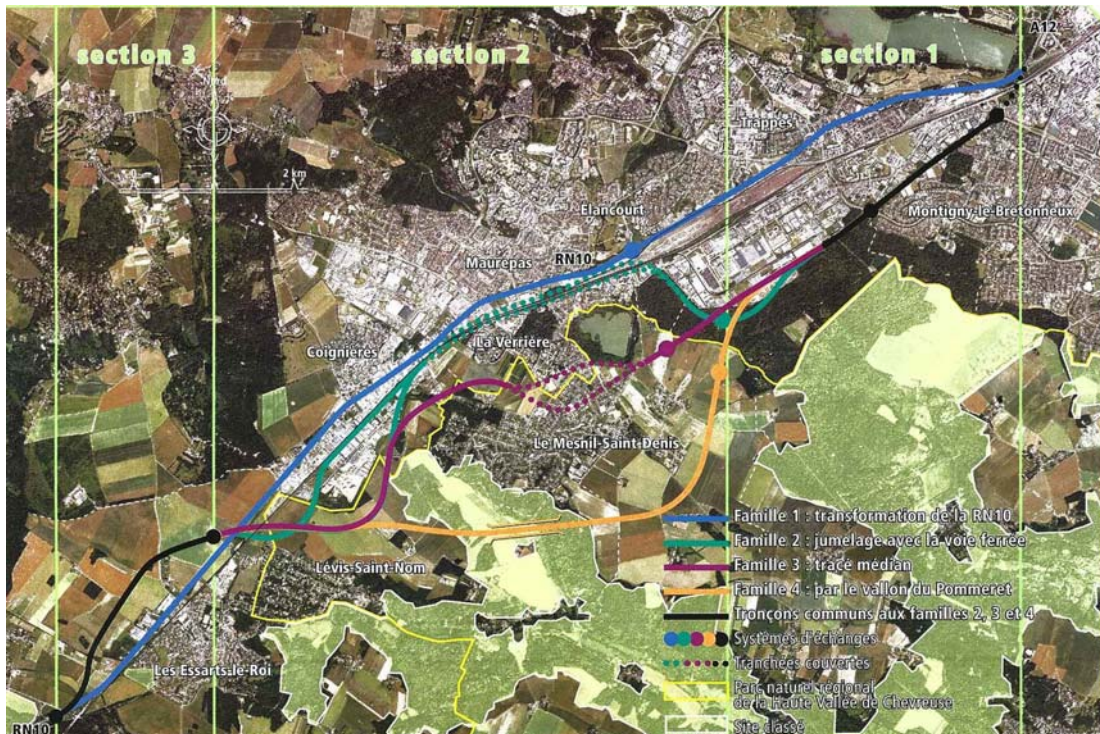 section 3
section 2
section 1
A12
Trappes
2 km
Elancourt
Montigny-le-Bretonneux
Maurepas
RN10
La Verrière
Coignières
Le Mesnil-Saint-Denis
Famille 1 : transformation de la RN10
Famille 2 : jumelage avec la voie ferrée
Famille 3 : tracé médian
Lévis-Saint-Nom
Famille 4 : par le vallon du Pommeret
Tronçons communs aux familles 2, 3 et 4
Systèmes d'échanges
Les Essarts-le-Roi
Tranchées couvertes
Parc naturel régional
de la Haute Vallée de Chevreuse
RN10
Site classé